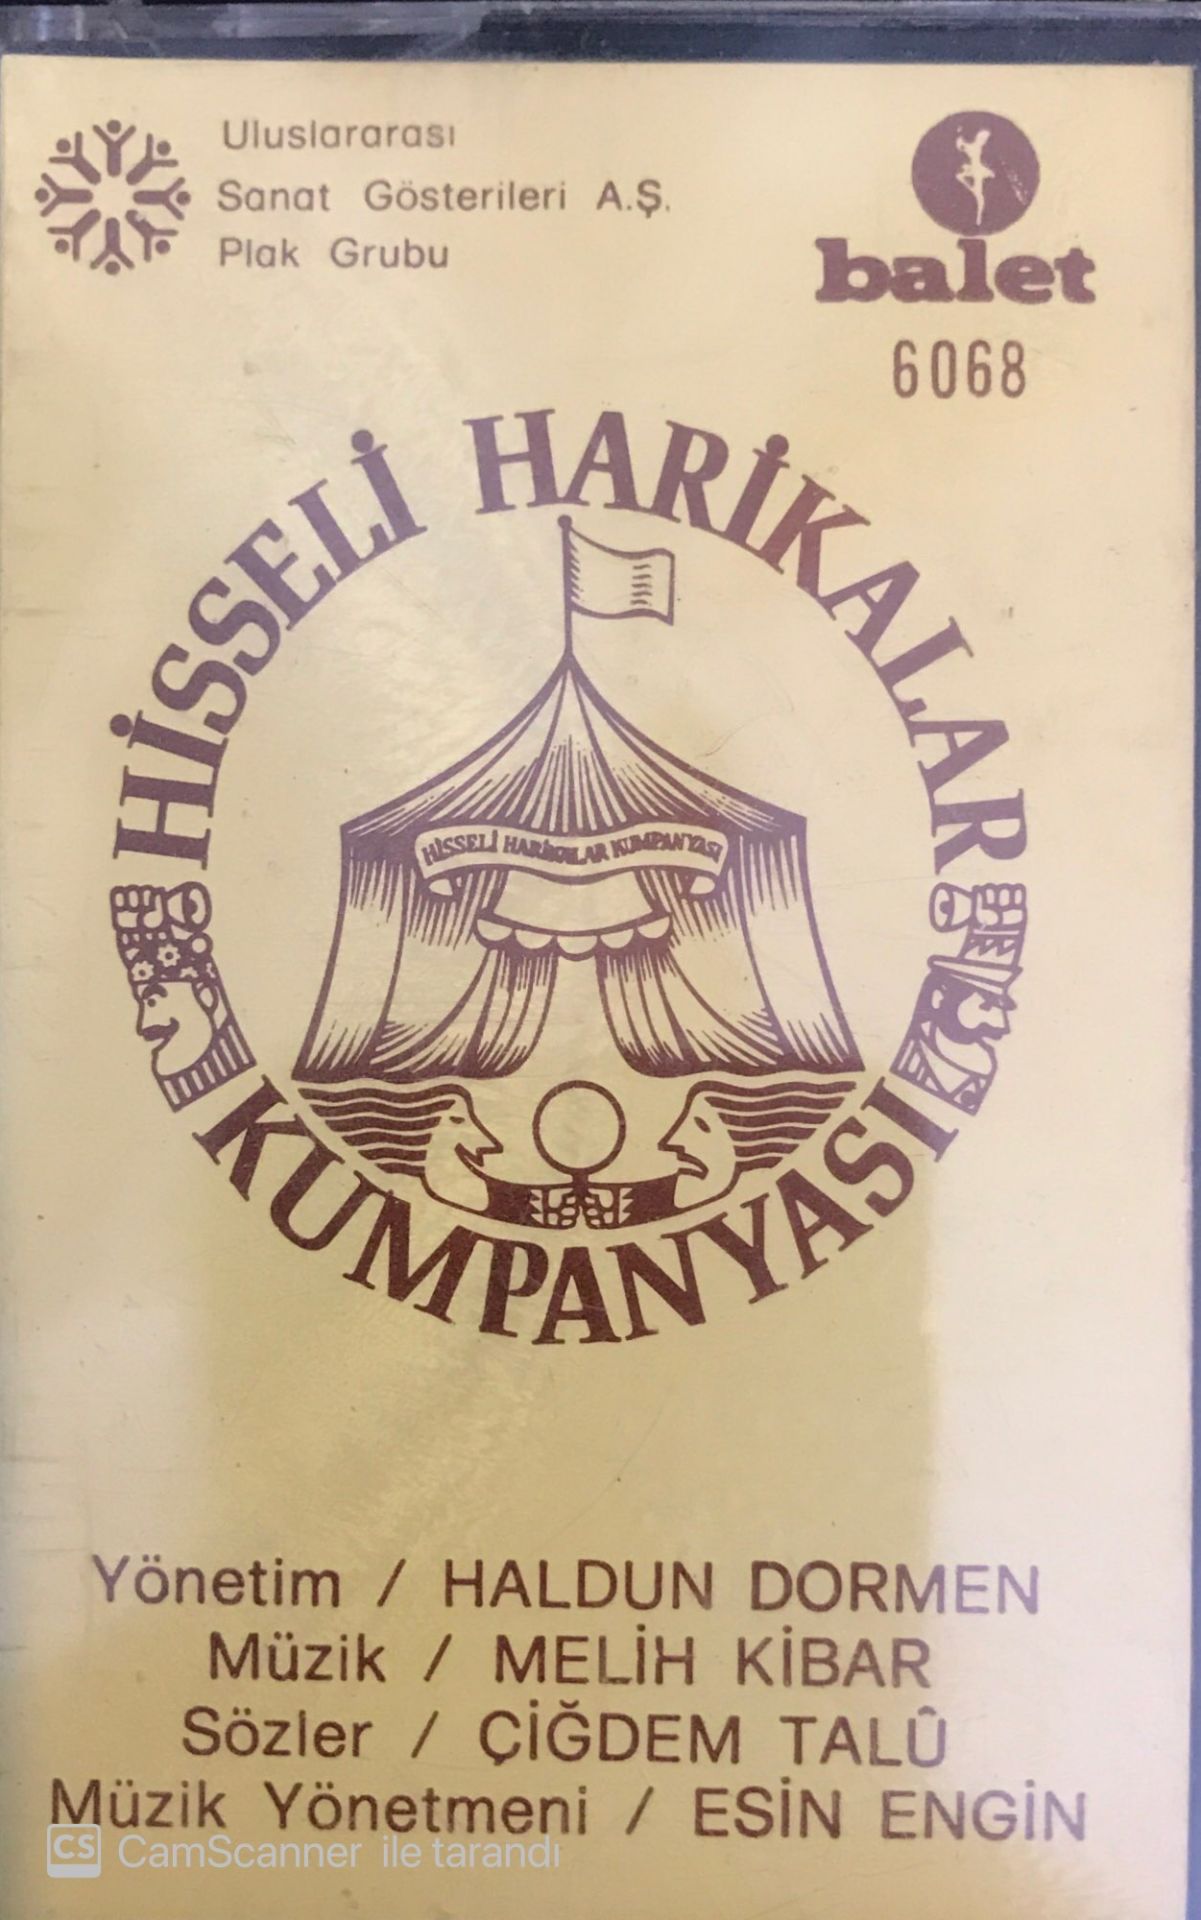 Uluslararası
Sanat Gösterileri A.Ş.
Plak Grubu
balet
6068
HİSSELİ HARİKALAR
HİSSELİ HARİKALAR KUMPANYASI
KUMPANYASI
Yönetim / HALDUN DORMEN
Müzik / MELİH KİBAR
Sözler / ÇİĞDEM TALÛ
Müzik Yönetmeni / ESİN ENGİN
CS CamScanner ile tarandı